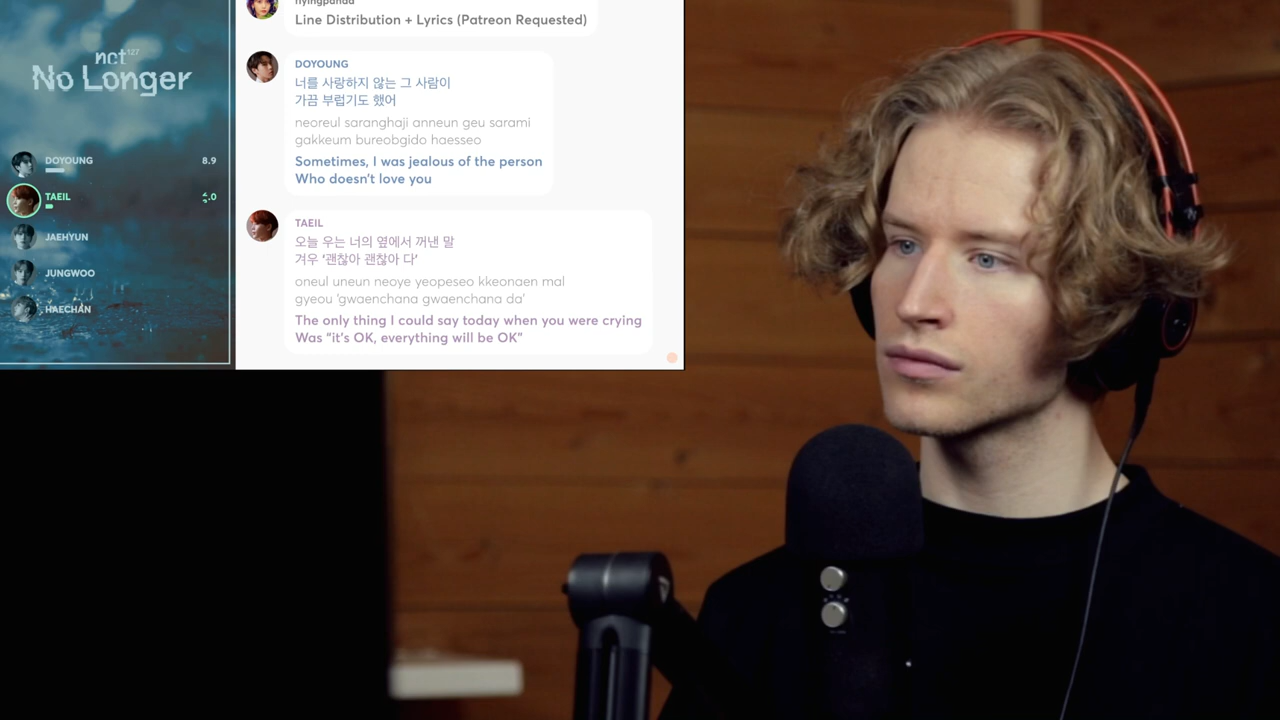 nct 127
No Longer
DOYOUNG
8.9
TAEIL
JAEHYUN
JUNGWOO
HAECHAN
flyingpanda
Line Distribution + Lyrics (Patreon Requested)
DOYOUNG
너를 사랑하지 않는 그 사람이
가끔 부럽기도 했어
neoreul saranghaji anneun geu sarami
gakkeum bureobgido haesseo
Sometimes, I was jealous of the person
Who doesn't love you
TAEIL
오늘 우는 너의 옆에서 꺼낸 말
겨우 ‘괜찮아 괜찮아 다’
oneul uneun neoye yeopeseo kkeonaen mal
gyeou 'gwaenchana gwaenchana da'
The only thing I could say today when you were crying
Was "it's OK, everything will be OK"